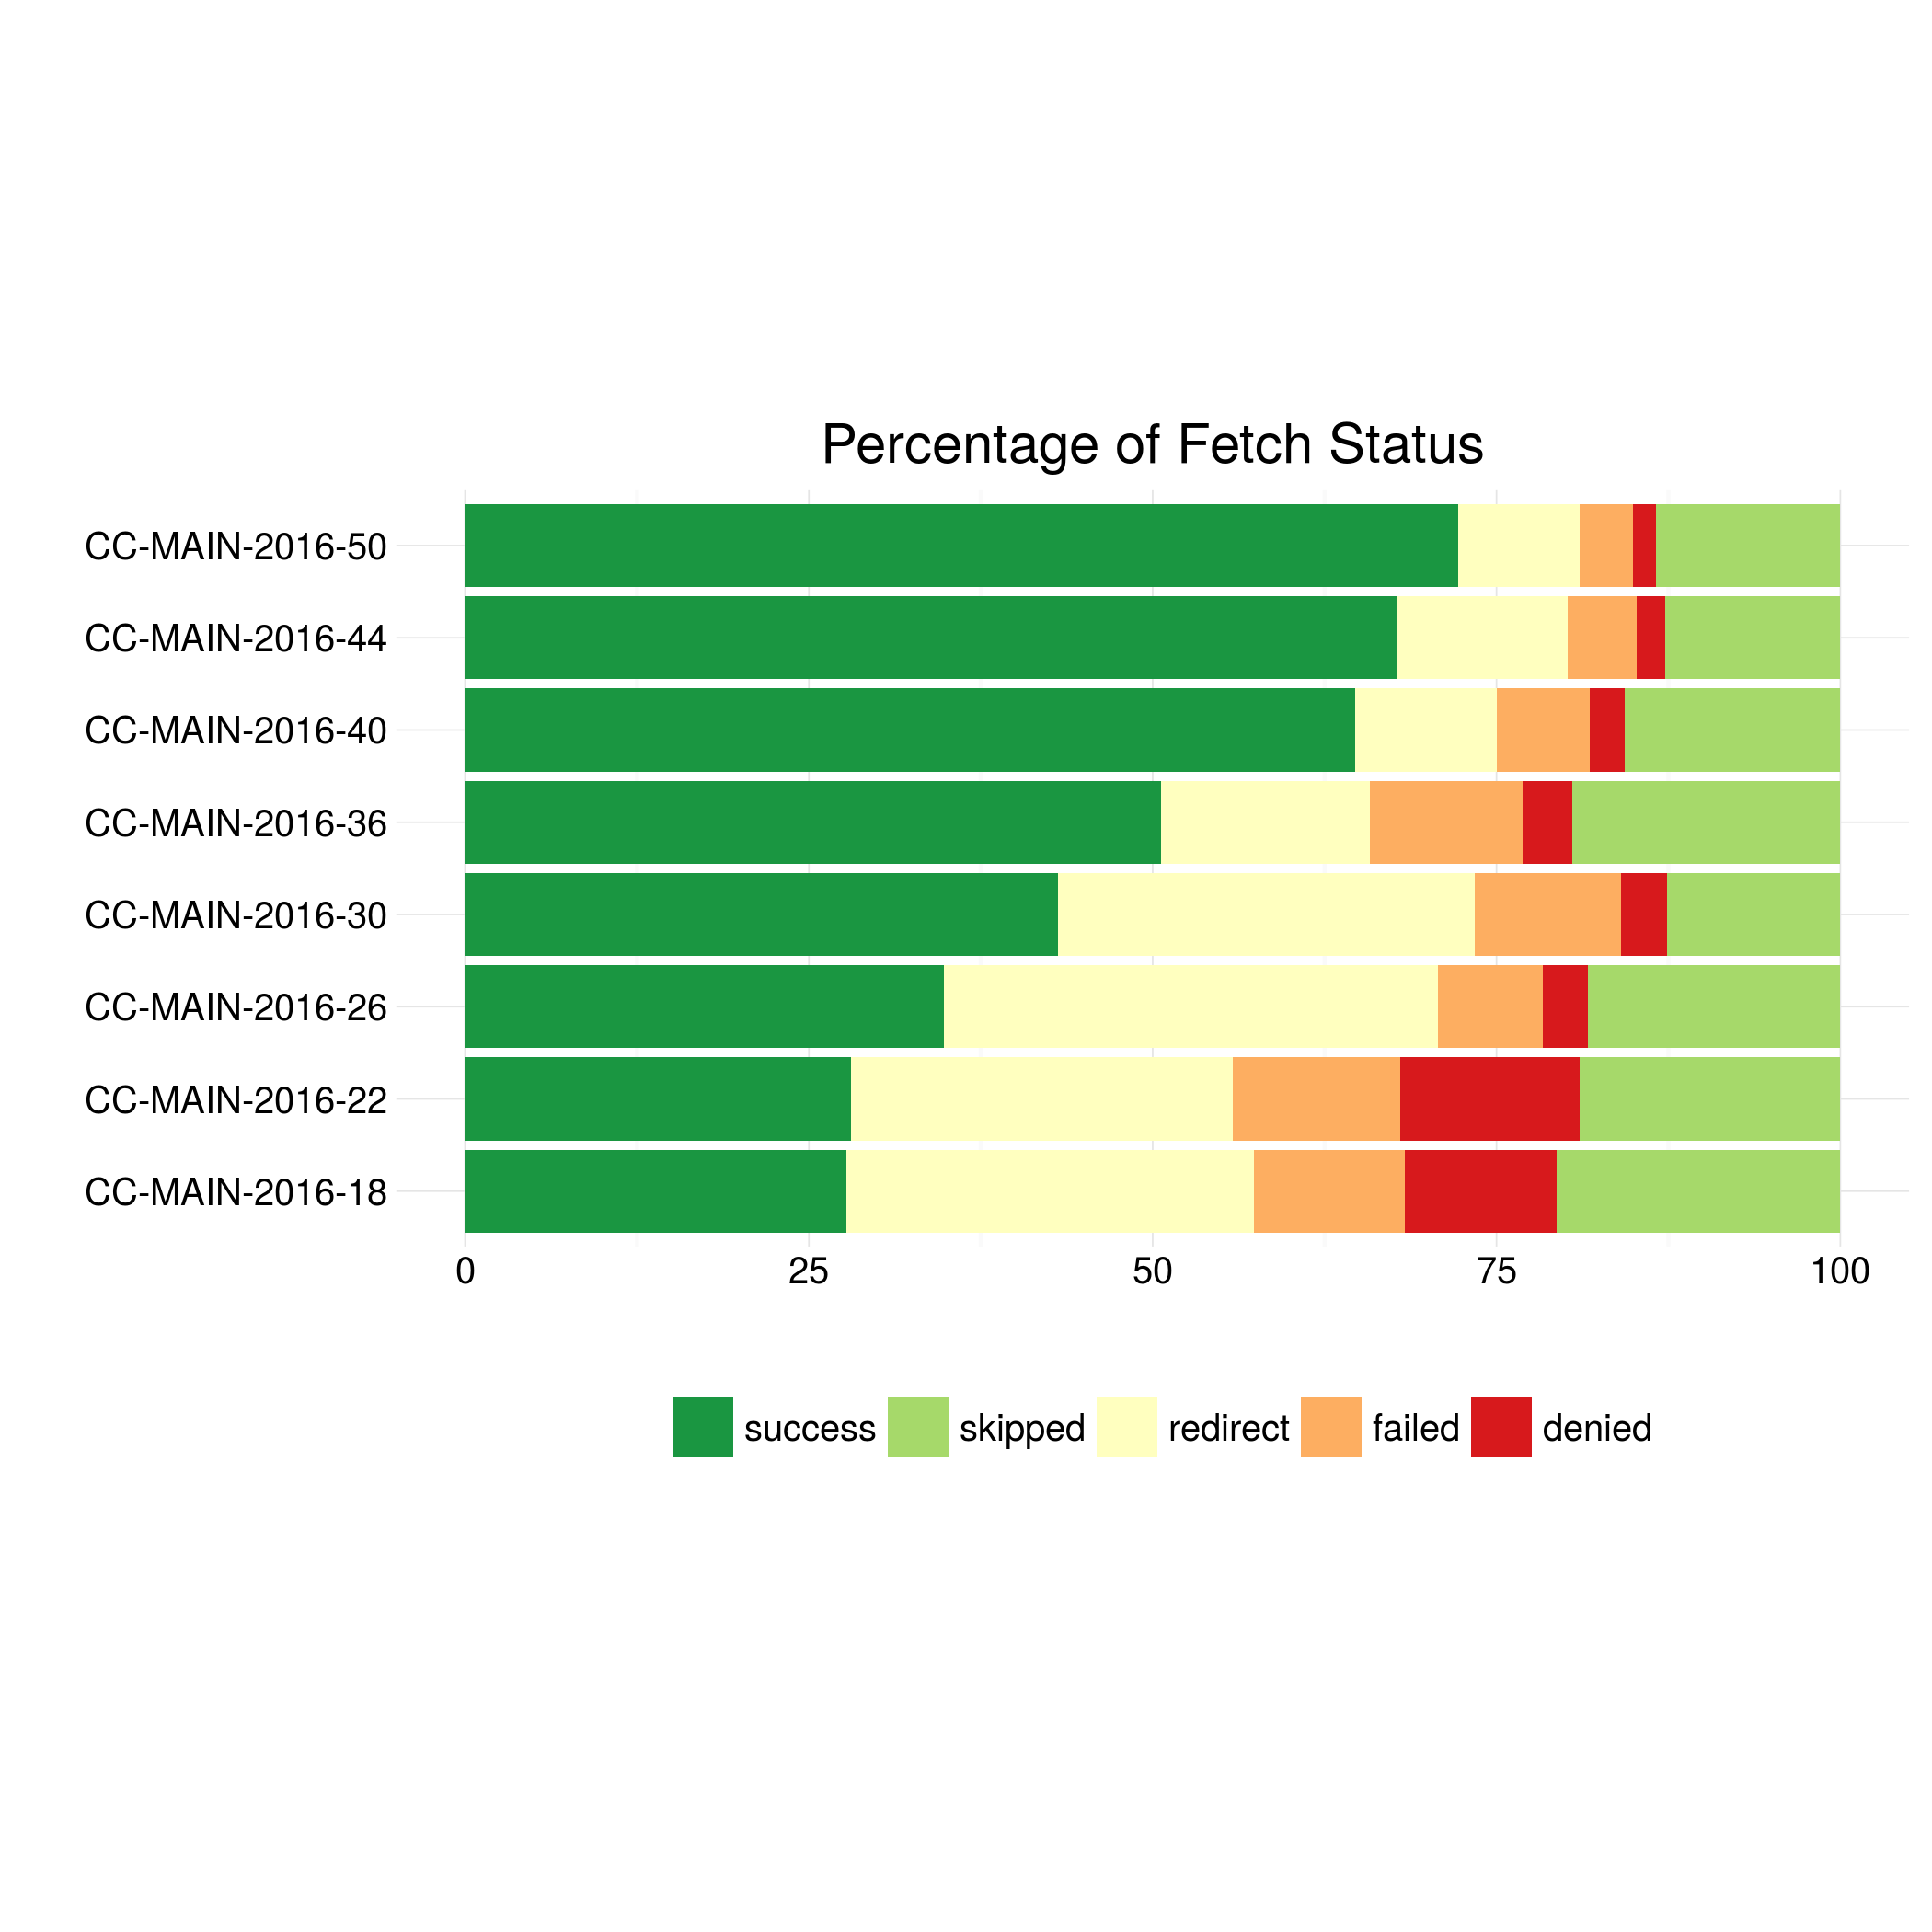 Percentage of Fetch Status
CC-MAIN-2016-50
CC-MAIN-2016-44
CC-MAIN-2016-40
CC-MAIN-2016-36
CC-MAIN-2016-30
CC-MAIN-2016-26
CC-MAIN-2016-22
CC-MAIN-2016-18
0 25 50 75 100
success skipped redirect failed denied